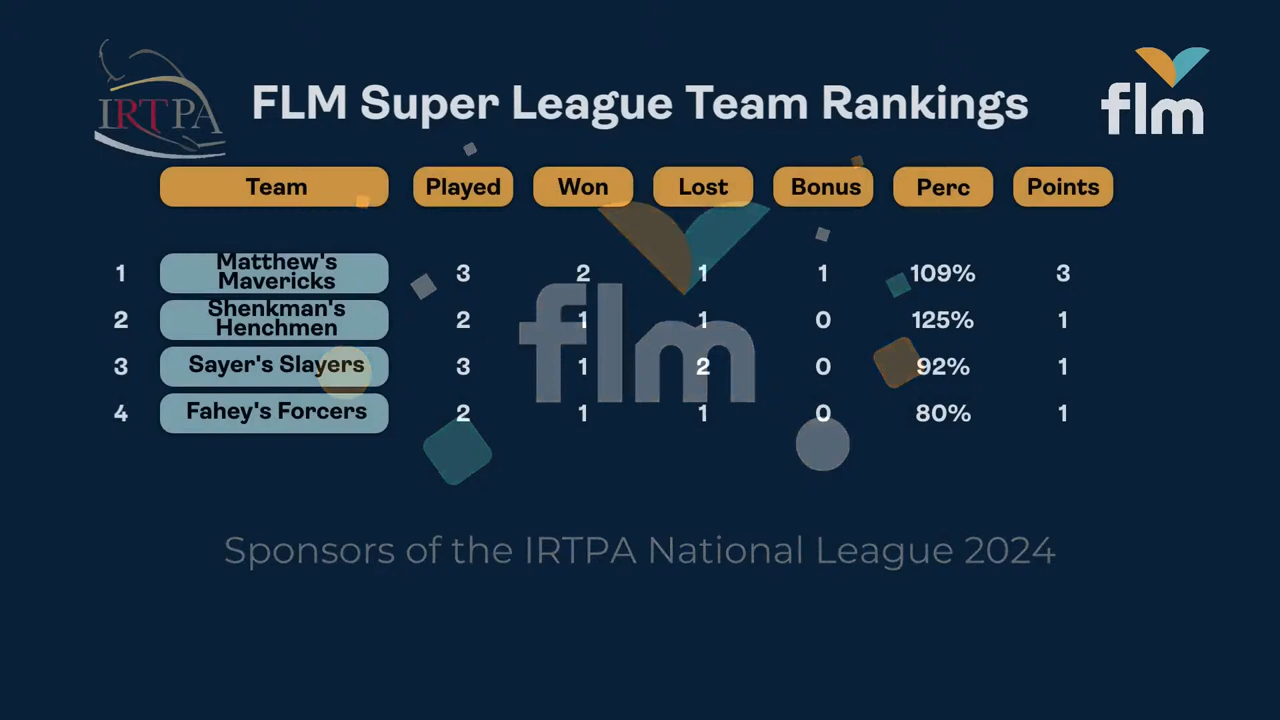 IRTPA
FLM Super League Team Rankings
flm
Team Played Won Lost Bonus Perc Points
1 Matthew's Mavericks 3 2 1 1 109% 3
2 Shenkman's Henchmen 2 1 1 0 125% 1
3 Sayer's Slayers 3 1 2 0 92% 1
4 Fahey's Forcers 2 1 1 0 80% 1
flm
Sponsors of the IRTPA National League 2024